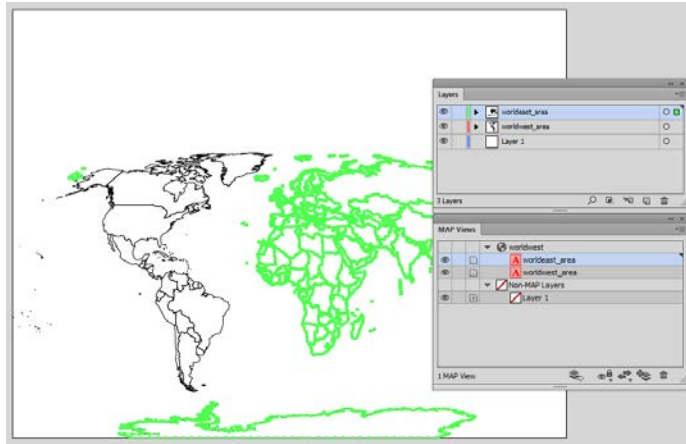 Layers
worldeast_area
worldwest_area
Layer 1
3 Layers
MAP Views
worldwest
worldeast_area
worldwest_area
Non-MAP Layers
Layer 1
1 MAP View